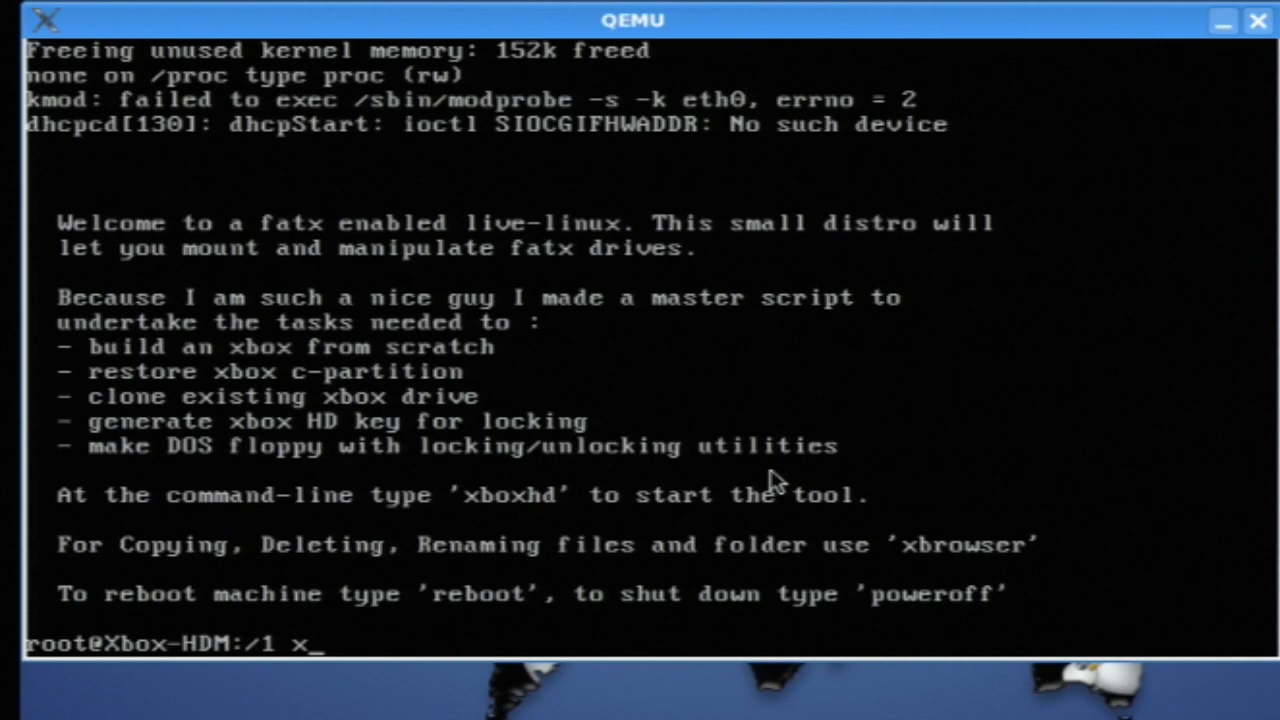 QEMU
Freeing unused kernel memory: 152k freed
none on /proc type proc (rw)
kmod: failed to exec /sbin/modprobe -s -k eth0, errno = 2
dhcpcd[130]: dhcpStart: ioctl SIOCGIFHWADDR: No such device
Welcome to a fatx enabled live-linux. This small distro will
let you mount and manipulate fatx drives.
Because I am such a nice guy I made a master script to
undertake the tasks needed to :
- build an xbox from scratch
- restore xbox c-partition
- clone existing xbox drive
- generate xbox HD key for locking
- make DOS floppy with locking/unlocking utilities
At the command-line type 'xboxhd' to start the tool.
For Copying, Deleting, Renaming files and folder use 'xbrowser'
To reboot machine type 'reboot', to shut down type 'poweroff'
root@Xbox-HDM:/1 x_